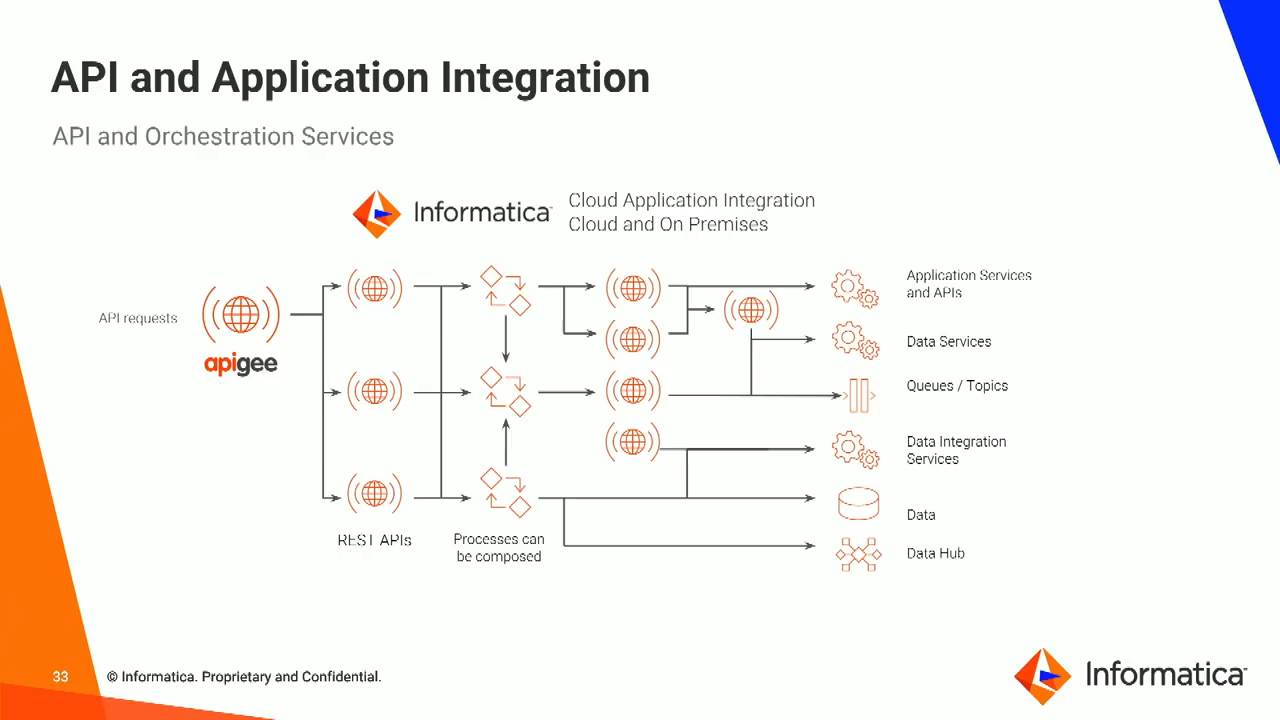 API and Application Integration
API and Orchestration Services
Informatica
Cloud Application Integration
Cloud and On Premises
API requests
apigee
REST APIs
Processes can
be composed
Application Services
and APIs
Data Services
Queues / Topics
Data Integration
Services
Data
Data Hub
33
© Informatica. Proprietary and Confidential.
Informatica